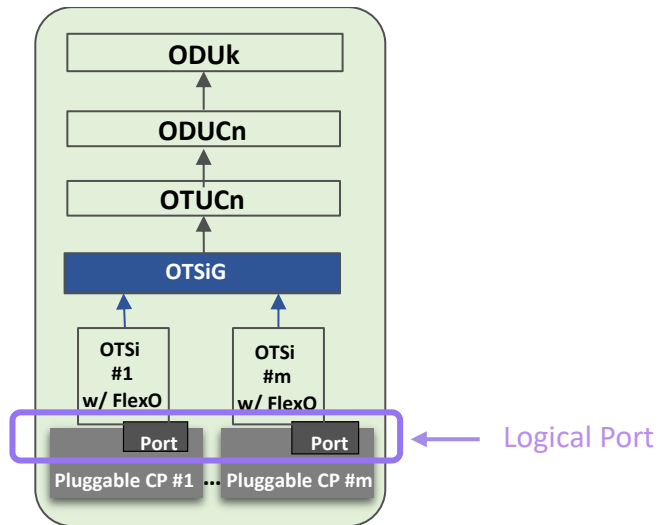 ODUk
ODUCn
OTUCn
OTSiG
OTSi
#1
w/ FlexO
OTSi
#m
w/ FlexO
Port
Port
Logical Port
Pluggable CP #1
...
Pluggable CP #m